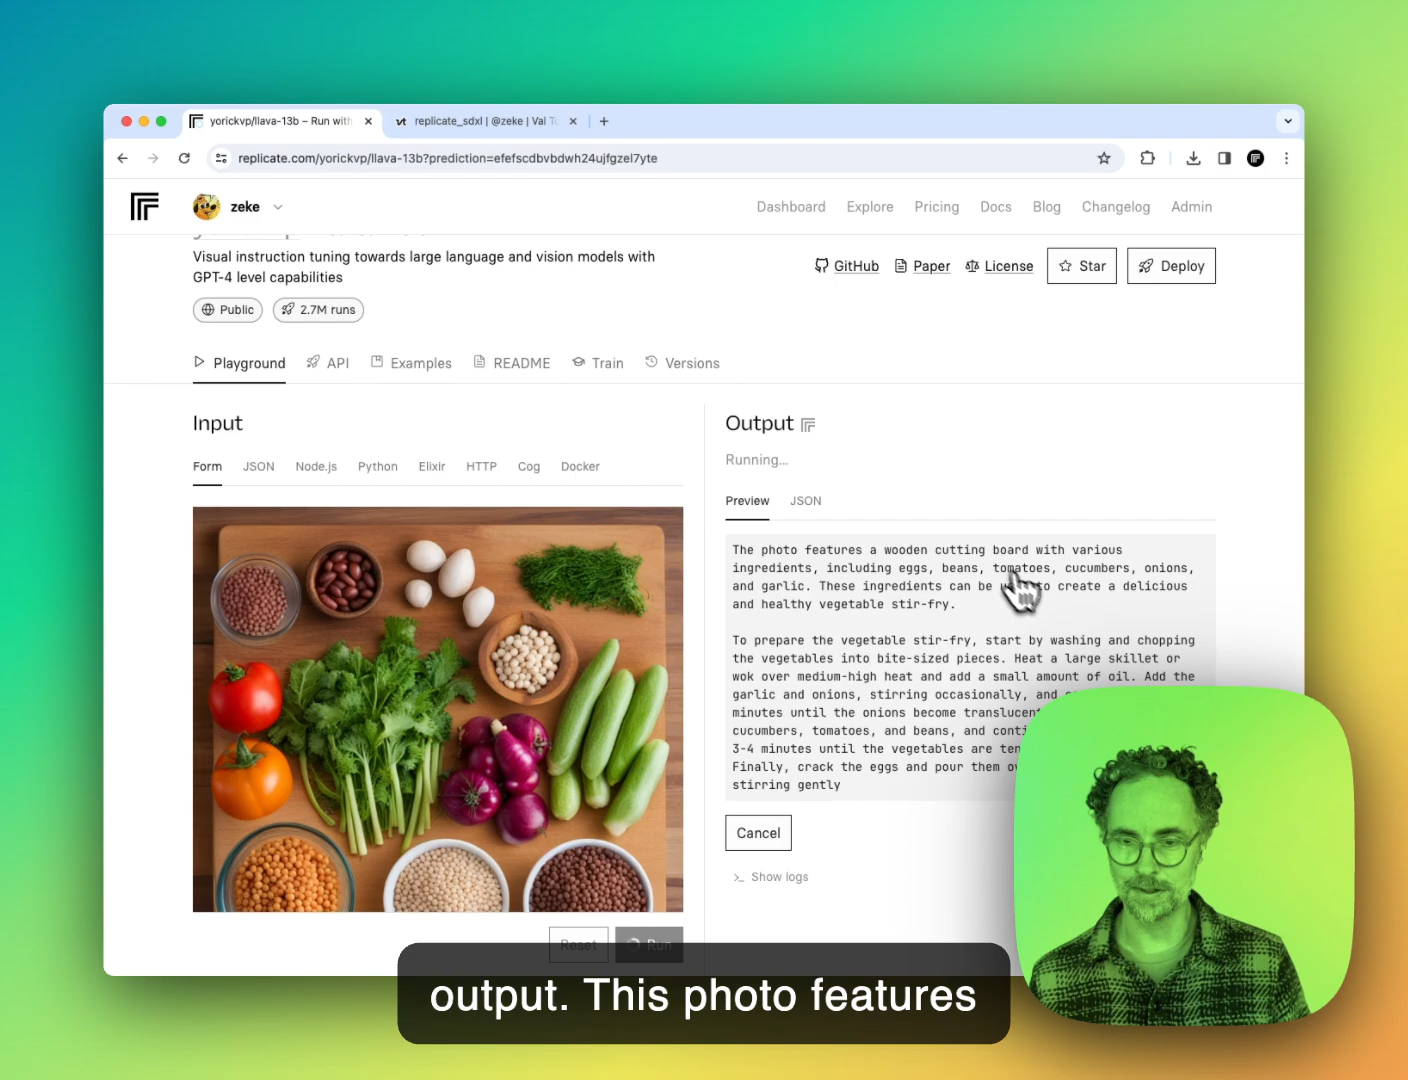 yorickvp/llava-13b – Run with
replicate_sdxl | @zeke | Val To
replicate.com/yorickvp/llava-13b?prediction=efefscdbvbdwh24ujfgzel7yte
zeke
Dashboard Explore Pricing Docs Blog Changelog Admin
Visual instruction tuning towards large language and vision models with
GPT-4 level capabilities
GitHub Paper License Star Deploy
Public 2.7M runs
Playground API Examples README Train Versions
Input
Form JSON Node.js Python Elixir HTTP Cog Docker
Reset Run
Output
Running...
Preview JSON
The photo features a wooden cutting board with various
ingredients, including eggs, beans, tomatoes, cucumbers, onions,
and garlic. These ingredients can be to create a delicious
and healthy vegetable stir-fry.
To prepare the vegetable stir-fry, start by washing and chopping
the vegetables into bite-sized pieces. Heat a large skillet or
wok over medium-high heat and add a small amount of oil. Add the
garlic and onions, stirring occasionally, and
minutes until the onions become translucent
cucumbers, tomatoes, and beans, and
3-4 minutes until the vegetables are
Finally, crack the eggs and pour them
stirring gently
Cancel
Show logs
output. This photo features